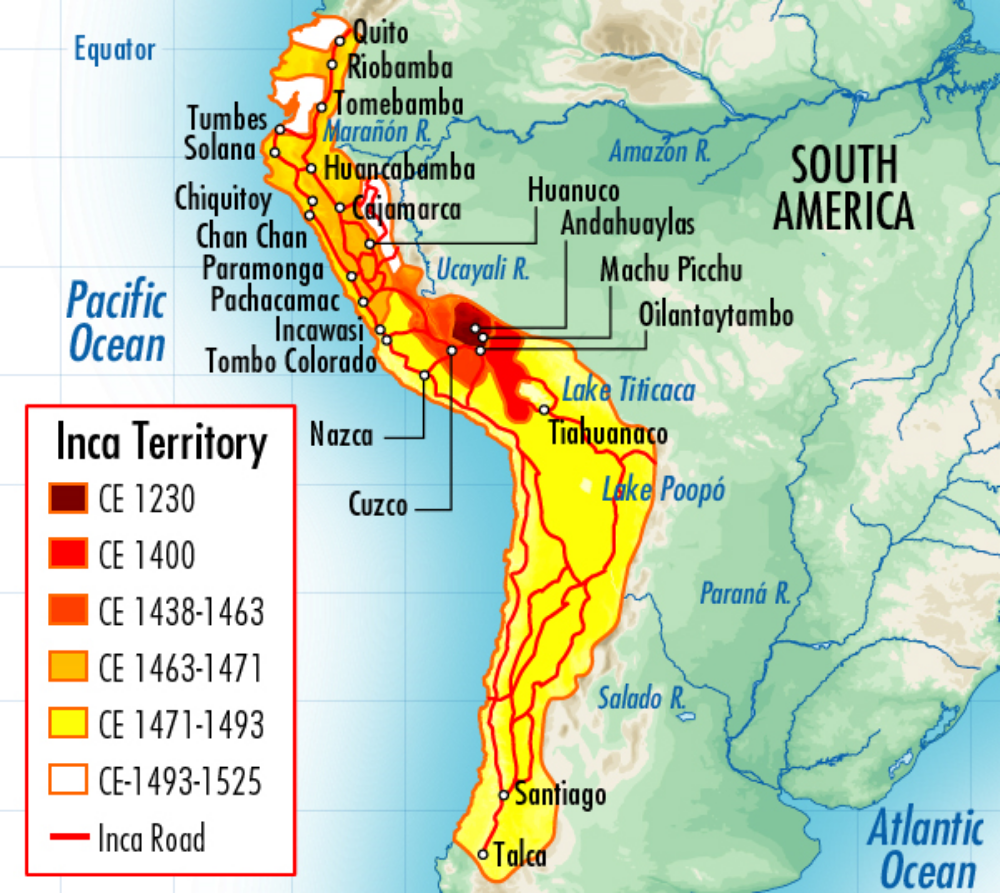 Equator
Quito
Riobamba
Tomebamba
Tumbes
Marañón R.
Solana
Amazon R.
SOUTH
AMERICA
Huancabamba
Chiquitoy
Cajamarca
Huanuco
Andahuaylas
Chan Chan
Paramonga
Ucayali R.
Machu Picchu
Pachacamac
Pacific
Ocean
Oilantaytambo
Incawasi
Tombo Colorado
Lake Titicaca
Nazca
Tiahuanaco
Cuzco
Lake Poopó
Inca Territory
CE 1230
CE 1400
CE 1438-1463
CE 1463-1471
CE 1471-1493
CE-1493-1525
Inca Road
Paraná R.
Salado R.
Santiago
Talca
Atlantic
Ocean